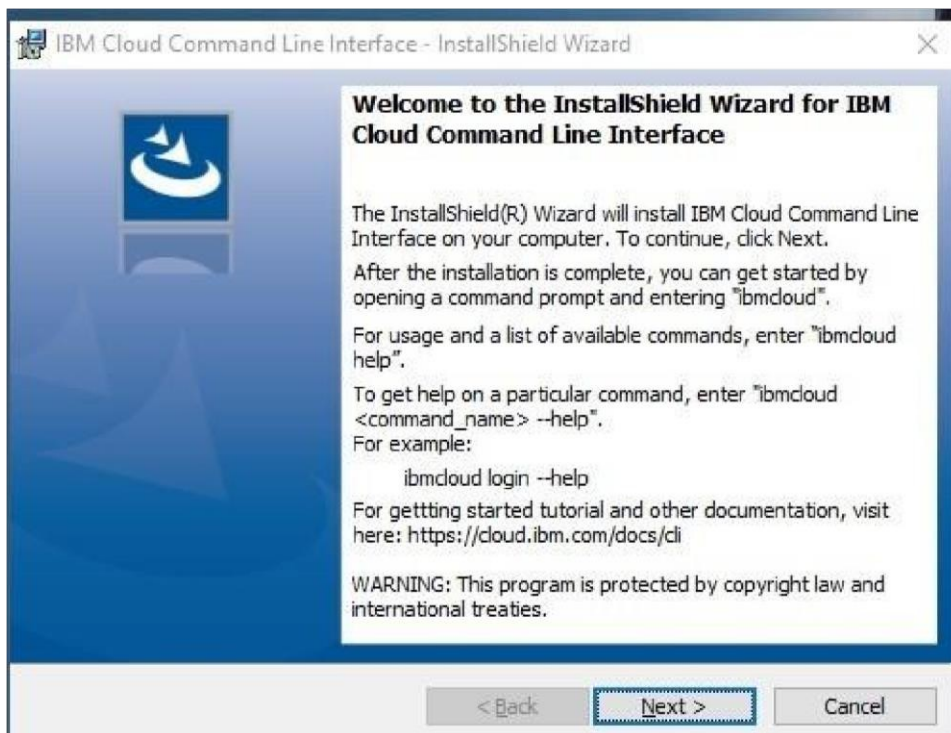 IBM Cloud Command Line Interface - InstallShield Wizard
Welcome to the InstallShield Wizard for IBM
Cloud Command Line Interface
The InstallShield(R) Wizard will install IBM Cloud Command Line
Interface on your computer. To continue, click Next.
After the installation is complete, you can get started by
opening a command prompt and entering "ibmcloud".
For usage and a list of available commands, enter "ibmcloud
help".
To get help on a particular command, enter "ibmcloud
<command_name> --help".
For example:
ibmcloud login --help
For gettting started tutorial and other documentation, visit
here: https://cloud.ibm.com/docs/cli
WARNING: This program is protected by copyright law and
international treaties.
< Back Next > Cancel